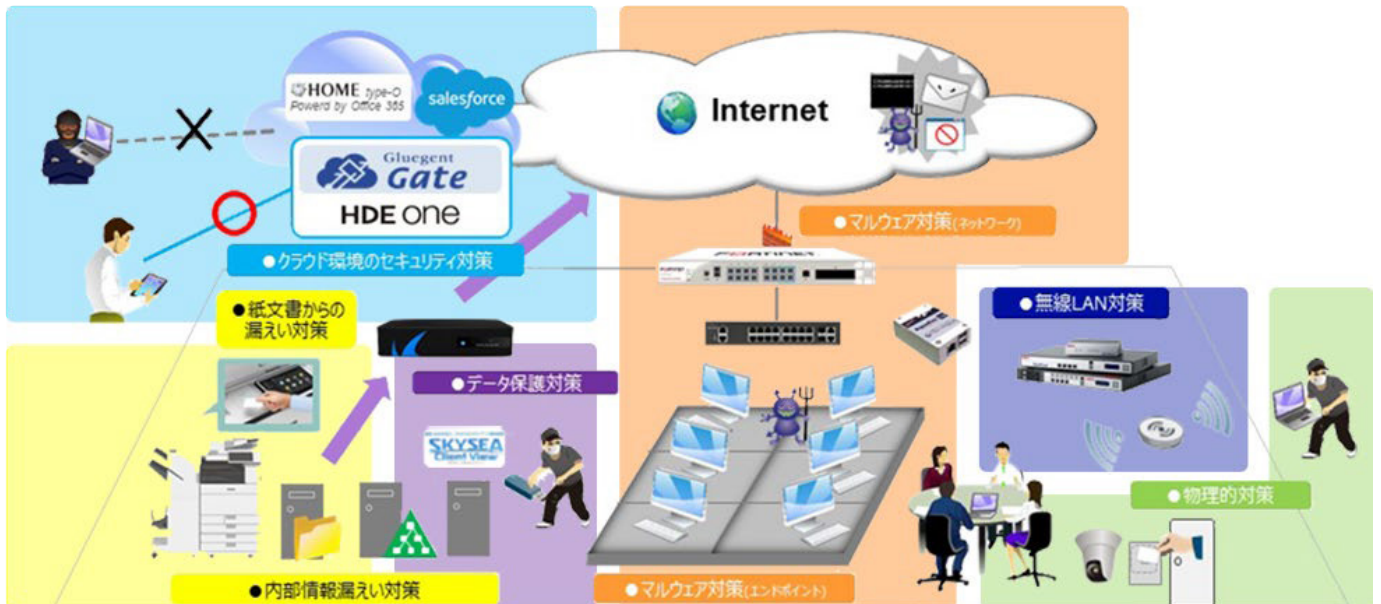 HOME type-O
Powerd by Office 365
salesforce
Internet
Gluegent
Gate
HDE one
●マルウェア対策(ネットワーク)
●クラウド環境のセキュリティ対策
FORTINET
●紙文書からの
漏えい対策
●無線LAN対策
●データ保護対策
SKYSEA
Client View
●物理的対策
●内部情報漏えい対策
●マルウェア対策(エンドポイント)